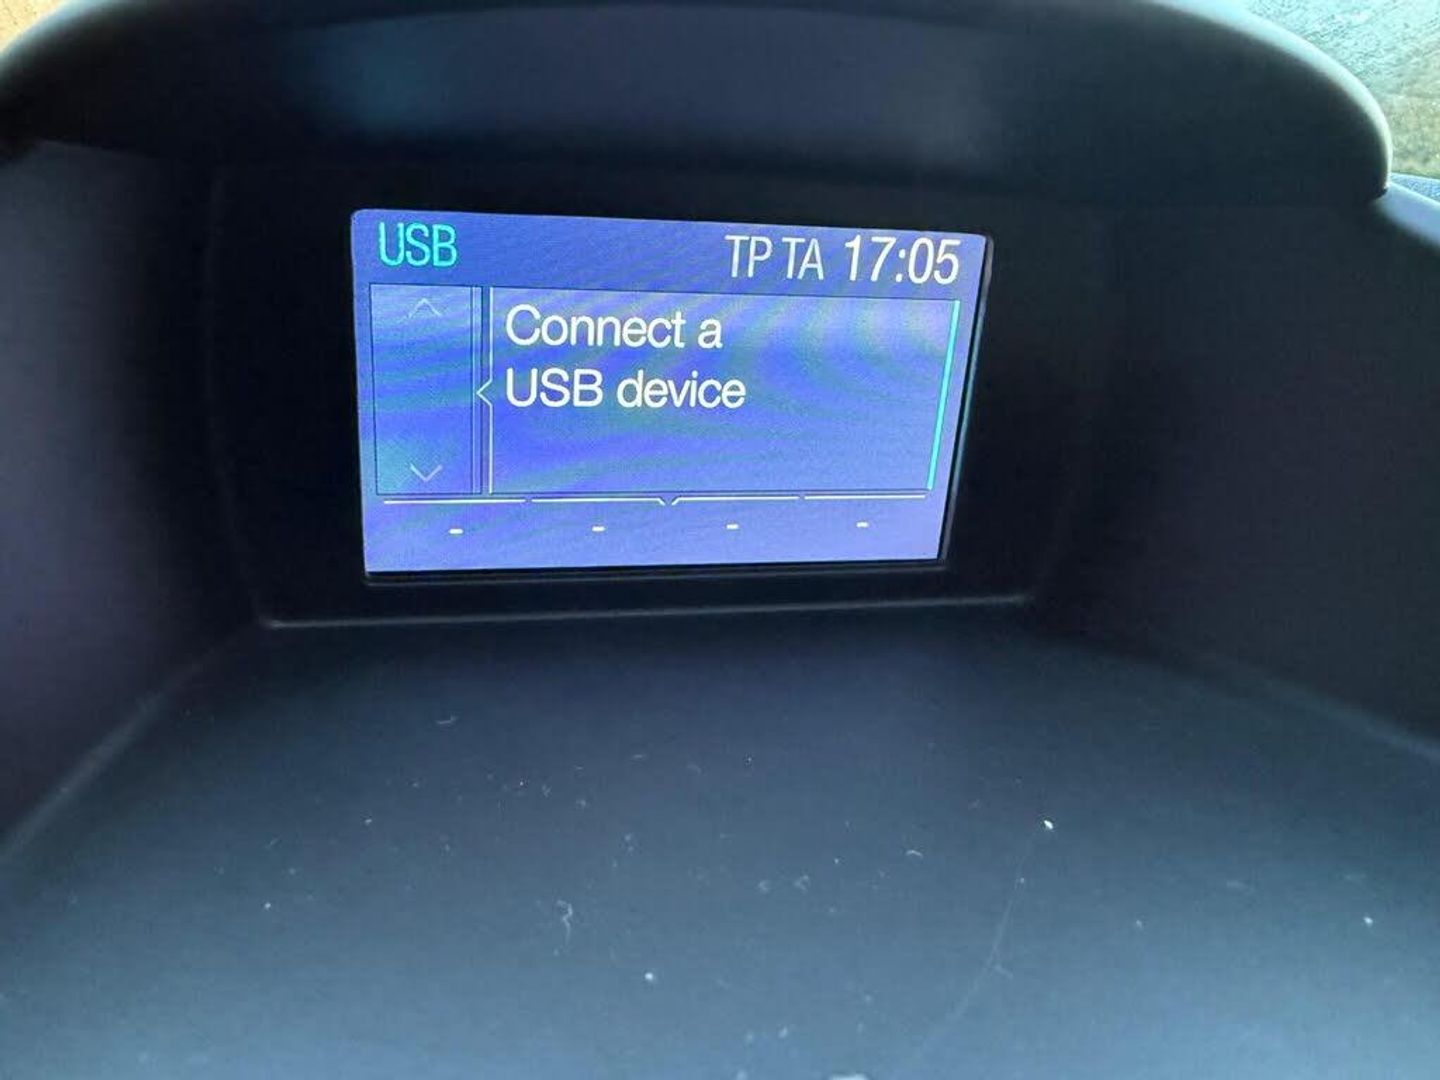 USB TP TA 17:05
Connect a
USB device